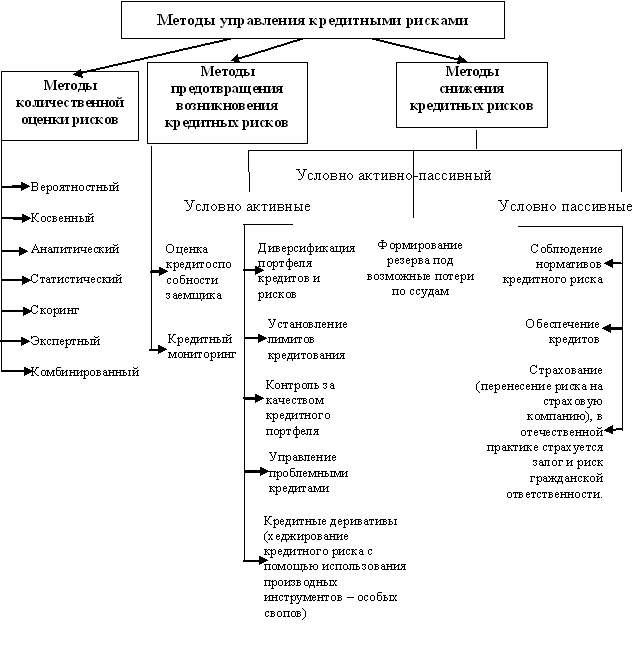 Методы управления кредитными рисками
Методы
количественной
оценки рисков
Методы
предотвращения
возникновения
кредитных рисков
Методы
снижения
кредитных рисков
Вероятностный
Косвенный
Аналитический
Статистический
Скоринг
Экспертный
Комбинированный
Оценка
кредитоспо
собности
заемщика
Кредитный
мониторинг
Условно активно-пассивный
Условно активные
Условно пассивные
Диверсификация
портфеля
кредитов и
рисков
Установление
лимитов
кредитования
Контроль за
качеством
кредитного
портфеля
Управление
проблемными
кредитами
Кредитные деривативы
(хеджирование
кредитного риска с
помощью использования
производных
инструментов – особых
свопов)
Формирование
резерва под
возможные потери
по ссудам
Соблюдение
нормативов
кредитного риска
Обеспечение
кредитов
Страхование
(перенесение риска на
страховую
компанию), в
отечественной
практике страхуется
залог и риск
гражданской
ответственности.